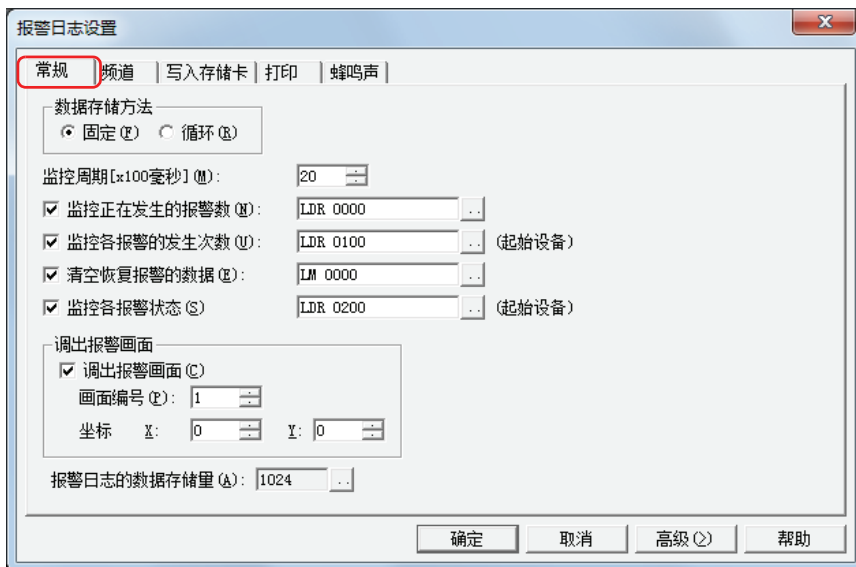 报警日志设置
常规 频道 写入存储卡 打印 蜂鸣声
数据存储方法
固定(F) 循环(R)
监控周期[x100毫秒](M): 20
监控正在发生的报警数(N): LDR 0000 ..
监控各报警的发生次数(U): LDR 0100 .. (起始设备)
清空恢复报警的数据(E): LM 0000 ..
监控各报警状态(S) LDR 0200 .. (起始设备)
调出报警画面
调出报警画面(C)
画面编号(P): 1
坐标 X: 0 Y: 0
报警日志的数据存储量(A): 1024 ..
确定 取消 高级(>) 帮助